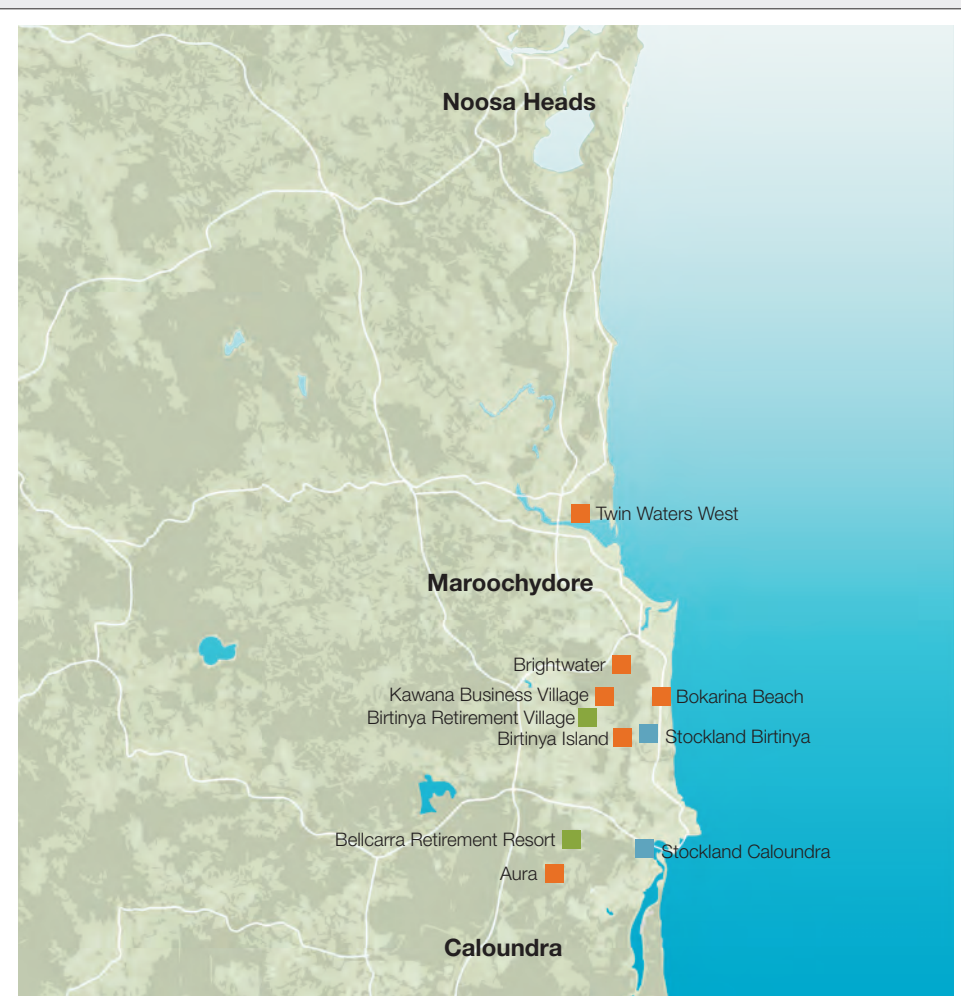 Noosa Heads
Twin Waters West
Maroochydore
Brightwater
Kawana Business Village
Bokarina Beach
Birtinya Retirement Village
Birtinya Island
Stockland Birtinya
Bellcarra Retirement Resort
Stockland Caloundra
Aura
Caloundra